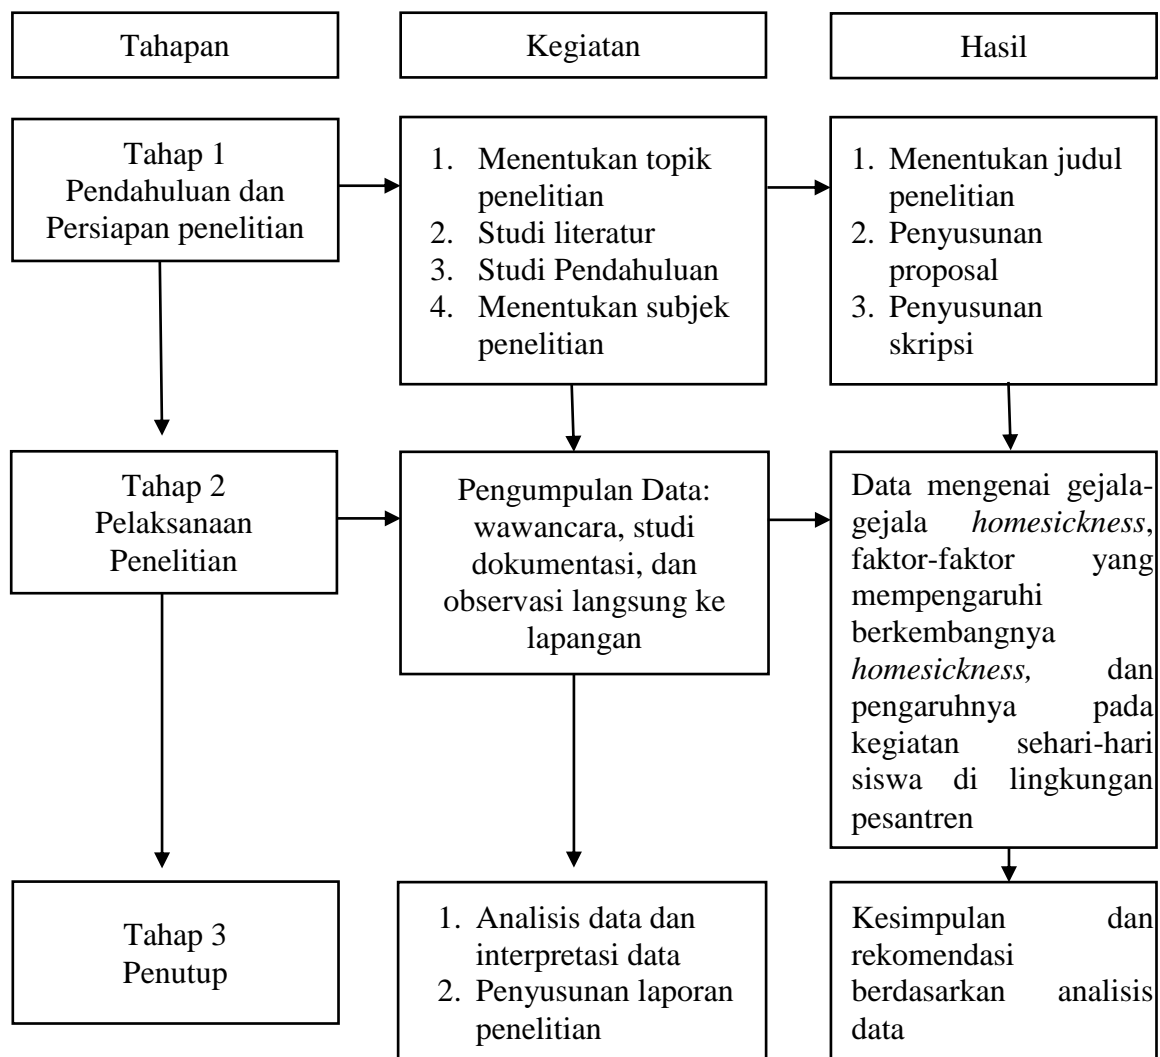 Tahapan
Kegiatan
Hasil
Tahap 1
Pendahuluan dan
Persiapan penelitian
1. Menentukan topik
penelitian
2. Studi literatur
3. Studi Pendahuluan
4. Menentukan subjek
penelitian
1. Menentukan judul
penelitian
2. Penyusunan
proposal
3. Penyusunan
skripsi
Tahap 2
Pelaksanaan
Penelitian
Pengumpulan Data:
wawancara, studi
dokumentasi, dan
observasi langsung ke
lapangan
Data mengenai gejala-
gejala homesickness,
faktor-faktor yang
mempengaruhi
berkembangnya
homesickness, dan
pengaruhnya pada
kegiatan sehari-hari
siswa di lingkungan
pesantren
Tahap 3
Penutup
1. Analisis data dan
interpretasi data
2. Penyusunan laporan
penelitian
Kesimpulan dan
rekomendasi
berdasarkan analisis
data